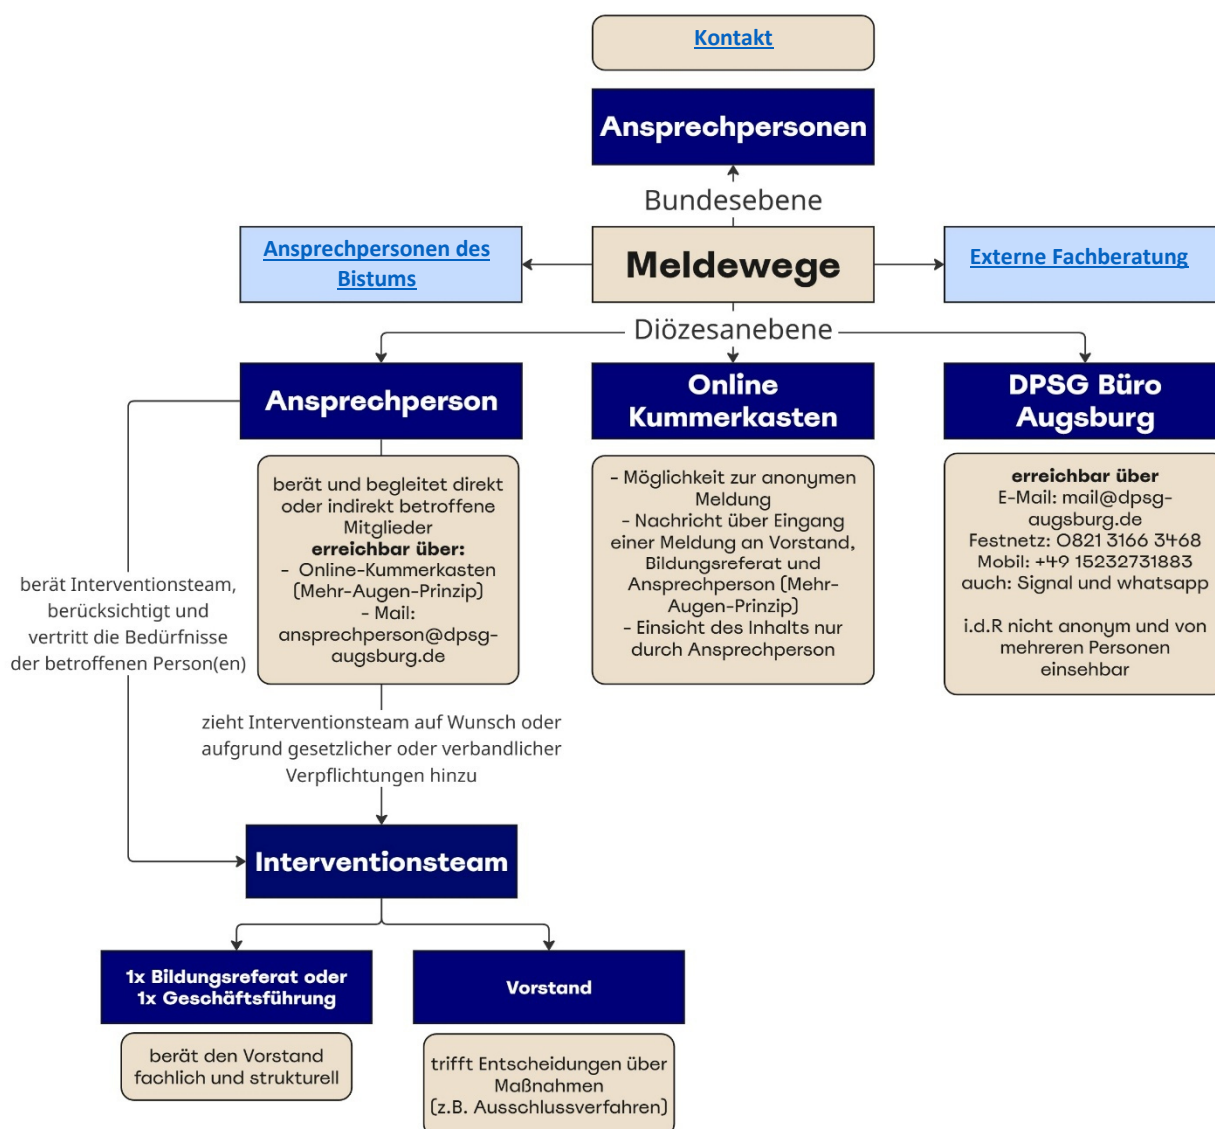 Kontakt
Ansprechpersonen
Bundesebene
Ansprechpersonen des
Bistums
Meldewege
Externe Fachberatung
Diözesanebene
Ansprechperson
Online
Kummerkasten
DPSG Büro
Augsburg
berät und begleitet direkt
oder indirekt betroffene
Mitglieder
erreichbar über:
- Online-Kummerkasten
(Mehr-Augen-Prinzip)
- Mail:
ansprechperson@dpsg-
augsburg.de
- Möglichkeit zur anonymen
Meldung
- Nachricht über Eingang
einer Meldung an Vorstand,
Bildungsreferat und
Ansprechperson (Mehr-
Augen-Prinzip)
- Einsicht des Inhalts nur
durch Ansprechperson
erreichbar über
E-Mail: mail@dpsg-
augsburg.de
Festnetz: 0821 3166 3468
Mobil: +49 15232731883
auch: Signal und whatsapp
i.d.R nicht anonym und von
mehreren Personen
einsehbar
berät Interventionsteam,
berücksichtigt und
vertritt die Bedürfnisse
der betroffenen Person(en)
zieht Interventionsteam auf Wunsch oder
aufgrund gesetzlicher oder verbandlicher
Verpflichtungen hinzu
Interventionsteam
1x Bildungsreferat oder
1x Geschäftsführung
Vorstand
berät den Vorstand
fachlich und strukturell
trifft Entscheidungen über
Maßnahmen
(z.B. Ausschlussverfahren)